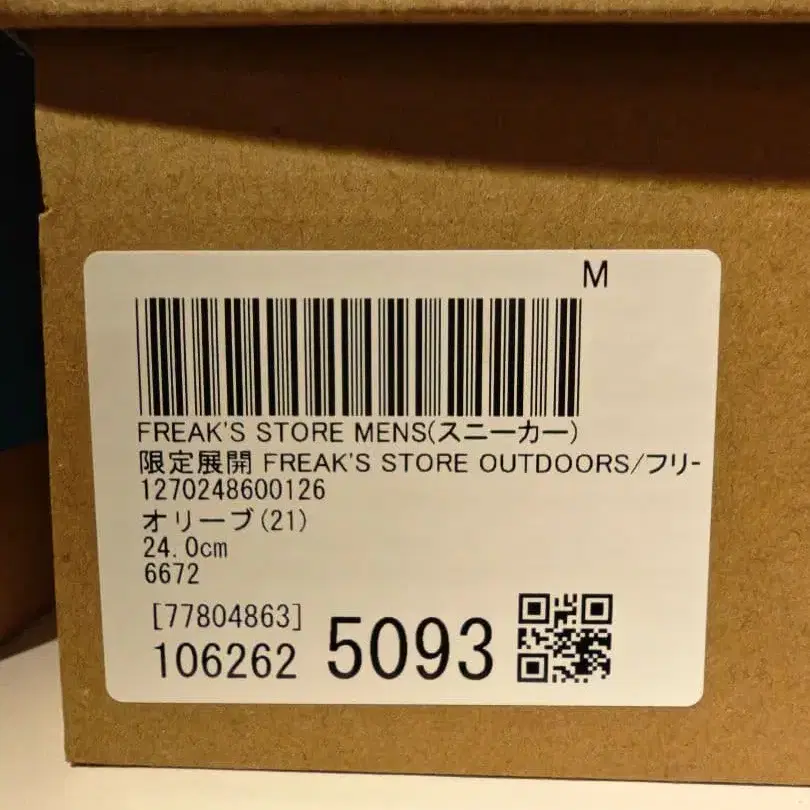 M
FREAK'S STORE MENS(スニーカー)
限定展開 FREAK'S STORE OUTDOORS/フリｰ
1270248600126
オリーブ(21)
24.0cm
6672
[77804863]
106262 5093